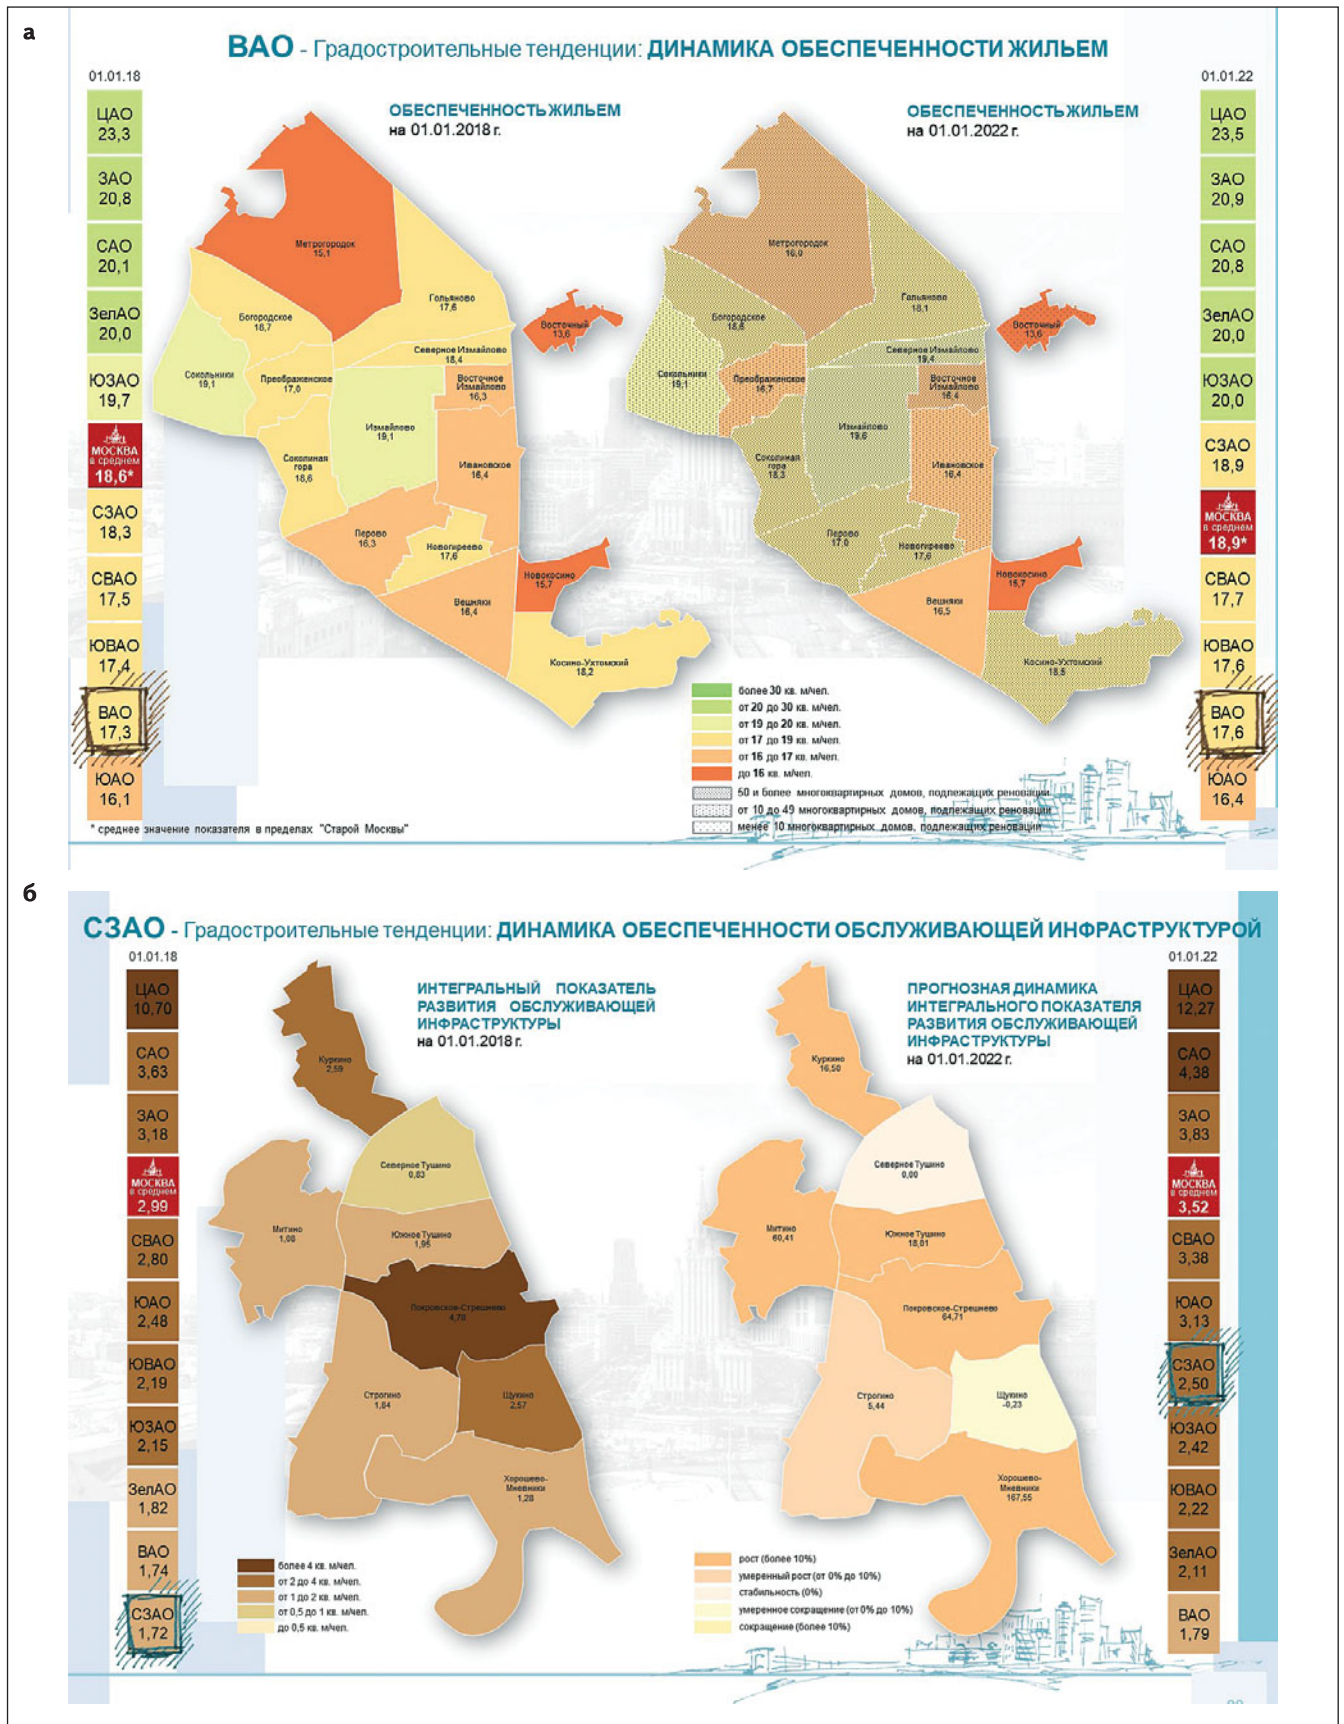 а
ВАО - Градостроительные тенденции: ДИНАМИКА ОБЕСПЕЧЕННОСТИ ЖИЛЬЕМ
01.01.18
ЦАО
23,3
ЗАО
20,8
САО
20,1
ЗелАО
20,0
ЮЗАО
19,7
МОСКВА
в среднем
18,6*
СЗАО
18,3
СВАО
17,5
ЮВАО
17,4
ВАО
17,3
ЮАО
16,1
* среднее значение показателя в пределах "Старой Москвы"
ОБЕСПЕЧЕННОСТЬ ЖИЛЬЕМ
на 01.01.2018 г.
Метрогородок
15,1
Гольяново
17,6
Богородское
18,7
Восточный
13,6
Северное Измайлово
18,4
Сокольники
19,1
Преображенское
17,0
Восточное
Измайлово
16,3
Измайлово
19,1
Соколиная
гора
18,6
Ивановское
16,4
Перово
16,3
Новогиреево
17,6
Новокосино
15,7
Вешняки
16,4
Косино-Ухтомский
18,2
ОБЕСПЕЧЕННОСТЬ ЖИЛЬЕМ
на 01.01.2022 г.
Метрогородок
16,0
Гольяново
18,1
Богородское
18,6
Восточный
13,6
Северное Измайлово
19,4
Сокольники
19,1
Преображенское
16,7
Восточное
Измайлово
16,4
Измайлово
19,6
Соколиная
гора
18,3
Ивановское
16,4
Перово
17,0
Новогиреево
17,6
Новокосино
15,7
Вешняки
16,5
Косино-Ухтомский
18,5
более 30 кв. м/чел.
от 20 до 30 кв. м/чел.
от 19 до 20 кв. м/чел.
от 17 до 19 кв. м/чел.
от 16 до 17 кв. м/чел.
до 16 кв. м/чел.
50 и более многоквартирных домов, подлежащих реновации
от 10 до 49 многоквартирных домов, подлежащих реновации
менее 10 многоквартирных домов, подлежащих реновации
01.01.22
ЦАО
23,5
ЗАО
20,9
САО
20,8
ЗелАО
20,0
ЮЗАО
20,0
СЗАО
18,9
МОСКВА
в среднем
18,9*
СВАО
17,7
ЮВАО
17,6
ВАО
17,6
ЮАО
16,4
б
СЗАО - Градостроительные тенденции: ДИНАМИКА ОБЕСПЕЧЕННОСТИ ОБСЛУЖИВАЮЩЕЙ ИНФРАСТРУКТУРОЙ
01.01.18
ЦАО
10,70
САО
3,63
ЗАО
3,18
МОСКВА
в среднем
2,99
СВАО
2,80
ЮАО
2,48
ЮВАО
2,19
ЮЗАО
2,15
ЗелАО
1,82
ВАО
1,74
СЗАО
1,72
ИНТЕГРАЛЬНЫЙ ПОКАЗАТЕЛЬ
РАЗВИТИЯ ОБСЛУЖИВАЮЩЕЙ
ИНФРАСТРУКТУРЫ
на 01.01.2018 г.
Куркино
2,59
Северное Тушино
0,83
Митино
1,08
Южное Тушино
1,95
Покровское-Стрешнево
4,78
Строгино
1,84
Щукино
2,57
Хорошево-
Мневники
1,28
более 4 кв. м/чел.
от 2 до 4 кв. м/чел.
от 1 до 2 кв. м/чел.
от 0,5 до 1 кв. м/чел.
до 0,5 кв. м/чел.
ПРОГНОЗНАЯ ДИНАМИКА
ИНТЕГРАЛЬНОГО ПОКАЗАТЕЛЯ
РАЗВИТИЯ ОБСЛУЖИВАЮЩЕЙ
ИНФРАСТРУКТУРЫ
на 01.01.2022 г.
Куркино
16,50
Северное Тушино
0,00
Митино
60,41
Южное Тушино
18,01
Покровское-Стрешнево
64,71
Строгино
5,44
Щукино
-0,23
Хорошево-
Мневники
167,55
рост (более 10%)
умеренный рост (от 0% до 10%)
стабильность (0%)
умеренное сокращение (от 0% до 10%)
сокращение (более 10%)
01.01.22
ЦАО
12,27
САО
4,38
ЗАО
3,83
МОСКВА
в среднем
3,52
СВАО
3,38
ЮАО
3,13
СЗАО
2,50
ЮЗАО
2,42
ЮВАО
2,22
ЗелАО
2,11
ВАО
1,79